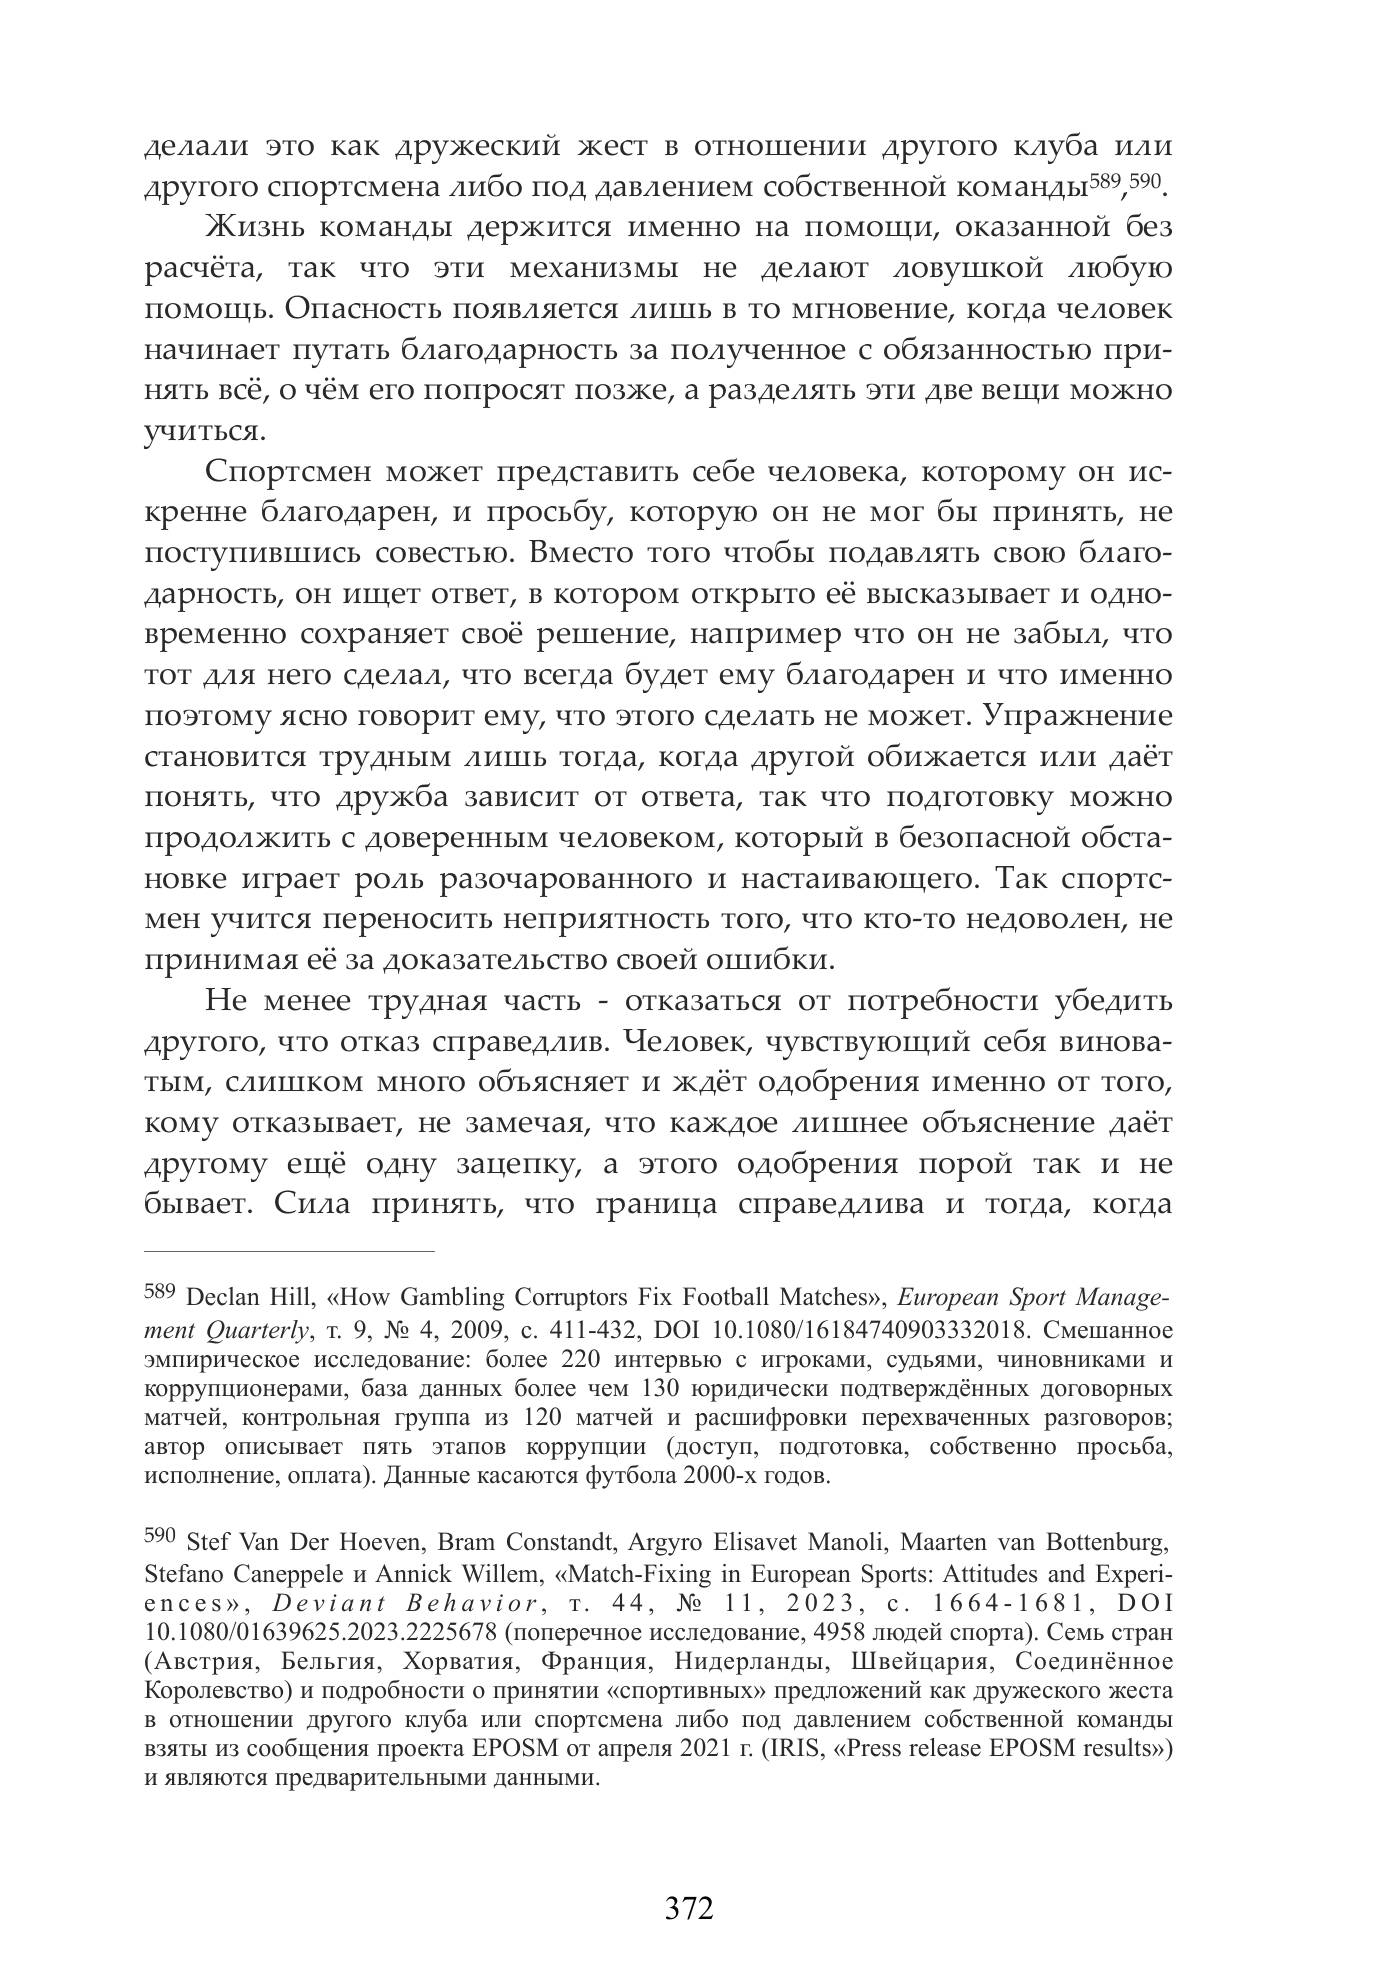 делали это как дружеский жест в отношении другого клуба или
другого спортсмена либо под давлением собственной команды589,590.
Жизнь команды держится именно на помощи, оказанной без
расчёта, так что эти механизмы не делают ловушкой любую
помощь. Опасность появляется лишь в то мгновение, когда человек
начинает путать благодарность за полученное с обязанностью при-
нять всё, о чём его попросят позже, а разделять эти две вещи можно
учиться.
Спортсмен может представить себе человека, которому он ис-
кренне благодарен, и просьбу, которую он не мог бы принять, не
поступившись совестью. Вместо того чтобы подавлять свою благо-
дарность, он ищет ответ, в котором открыто её высказывает и одно-
временно сохраняет своё решение, например что он не забыл, что
тот для него сделал, что всегда будет ему благодарен и что именно
поэтому ясно говорит ему, что этого сделать не может. Упражнение
становится трудным лишь тогда, когда другой обижается или даёт
понять, что дружба зависит от ответа, так что подготовку можно
продолжить с доверенным человеком, который в безопасной обста-
новке играет роль разочарованного и настаивающего. Так спортс-
мен учится переносить неприятность того, что кто-то недоволен, не
принимая её за доказательство своей ошибки.
Не менее трудная часть - отказаться от потребности убедить
другого, что отказ справедлив. Человек, чувствующий себя винова-
тым, слишком много объясняет и ждёт одобрения именно от того,
кому отказывает, не замечая, что каждое лишнее объяснение даёт
другому ещё одну зацепку, а этого одобрения порой так и не
бывает. Сила принять, что граница справедлива и тогда, когда
589 Declan Hill, «How Gambling Corruptors Fix Football Matches», European Sport Manage-
ment Quarterly, т. 9, № 4, 2009, с. 411-432, DOI 10.1080/16184740903332018. Смешанное
эмпирическое исследование: более 220 интервью с игроками, судьями, чиновниками и
коррупционерами, база данных более чем 130 юридически подтверждённых договорных
матчей, контрольная группа из 120 матчей и расшифровки перехваченных разговоров;
автор описывает пять этапов коррупции (доступ, подготовка, собственно просьба,
исполнение, оплата). Данные касаются футбола 2000-х годов.
590 Stef Van Der Hoeven, Bram Constandt, Argyro Elisavet Manoli, Maarten van Bottenburg,
Stefano Caneppele и Annick Willem, «Match-Fixing in European Sports: Attitudes and Experi-
ences», Deviant Behavior, т. 44, № 11, 2023, с. 1664-1681, DOI
10.1080/01639625.2023.2225678 (поперечное исследование, 4958 людей спорта). Семь стран
(Австрия, Бельгия, Хорватия, Франция, Нидерланды, Швейцария, Соединённое
Королевство) и подробности о принятии «спортивных» предложений как дружеского жеста
в отношении другого клуба или спортсмена либо под давлением собственной команды
взяты из сообщения проекта EPOSM от апреля 2021 г. (IRIS, «Press release EPOSM results»)
и являются предварительными данными.
372